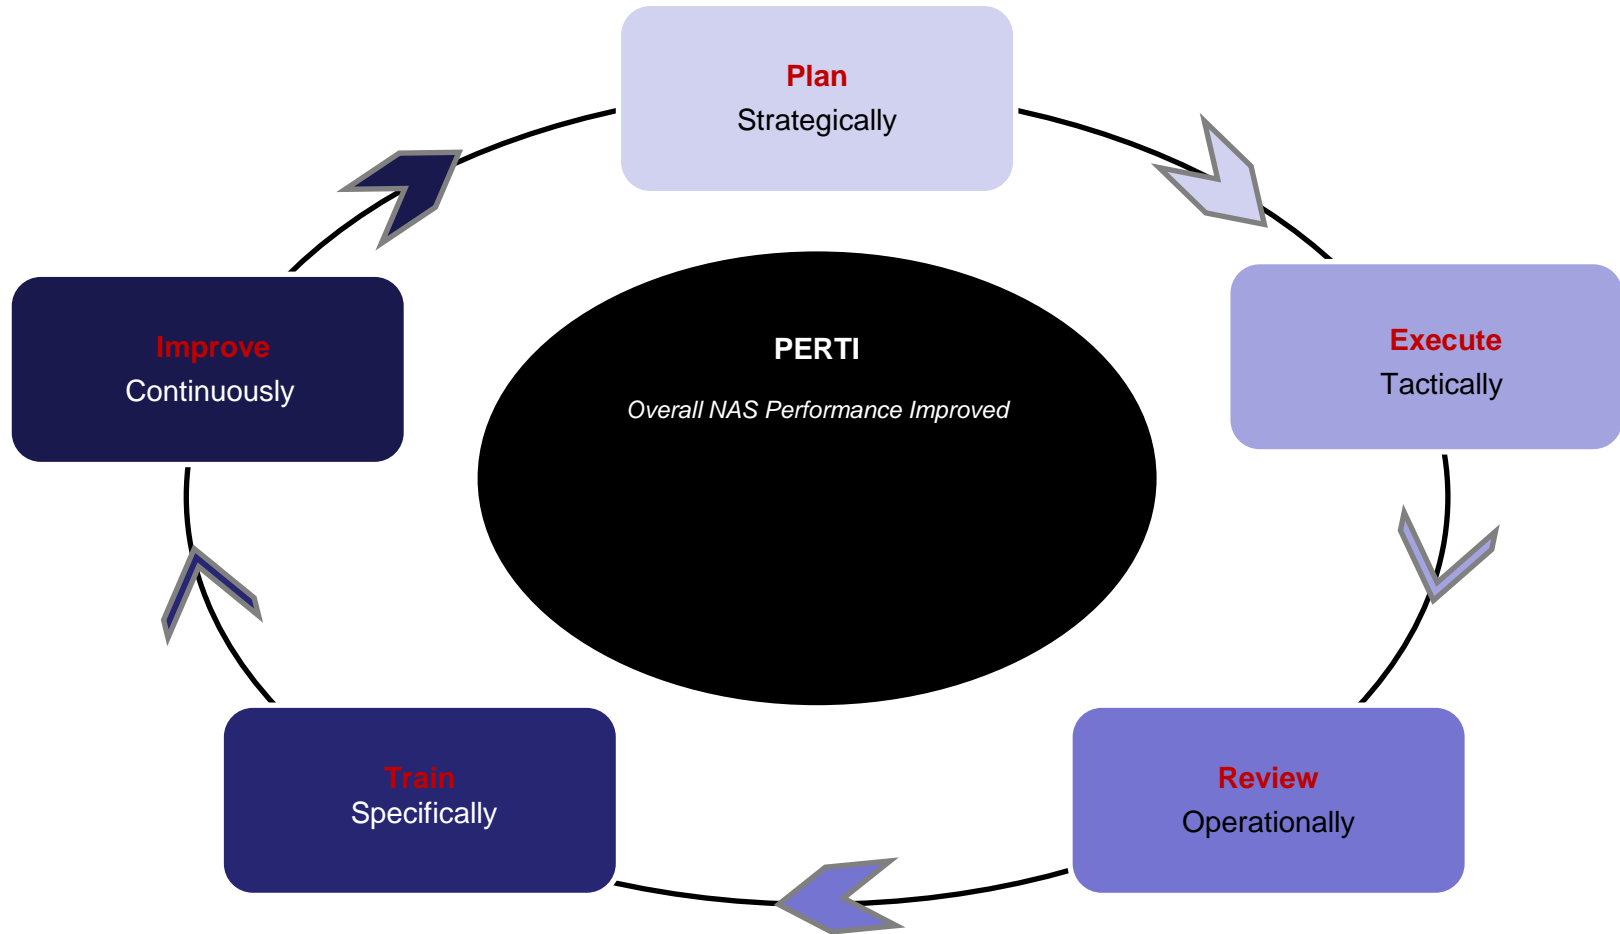 Plan
Strategically
Execute
Tactically
Review
Operationally
Train
Specifically
Improve
Continuously
PERTI
Overall NAS Performance Improved